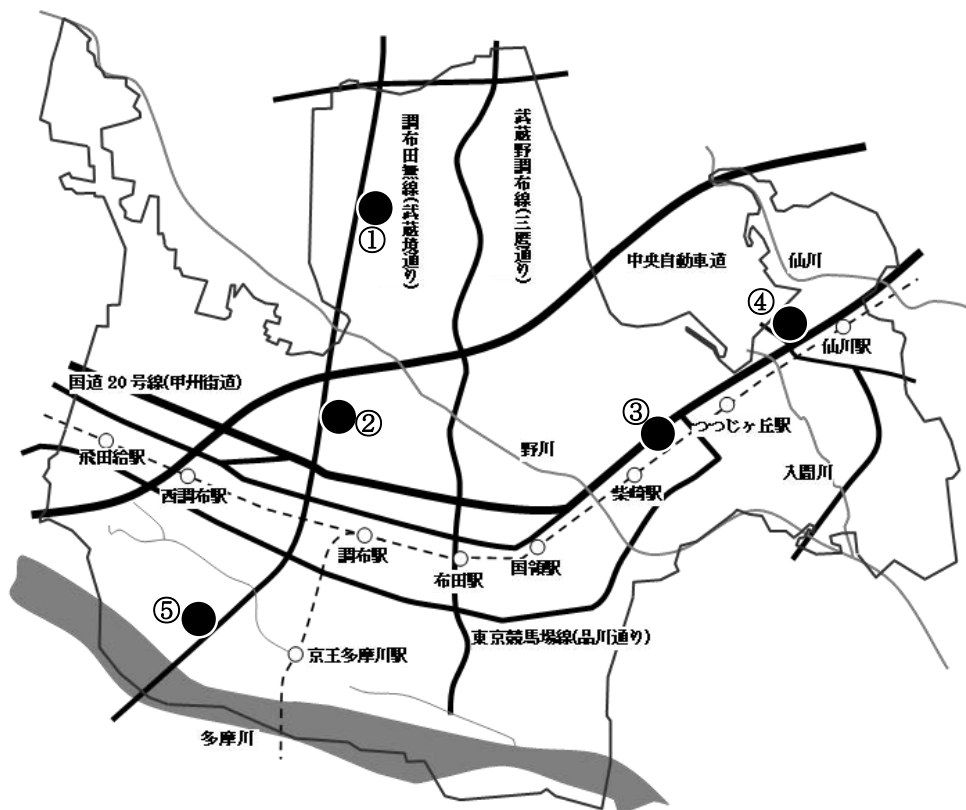 調布田無線(武蔵境通り)
武蔵野調布線(三鷹通り)
①
中央自動車道
仙川
④
仙川駅
国道20号線(甲州街道)
②
③
つつじヶ丘駅
野川
飛田給駅
柴崎駅
入間川
西調布駅
調布駅
布田駅
国領駅
⑤
東京競馬場線(品川通り)
京王多摩川駅
多摩川